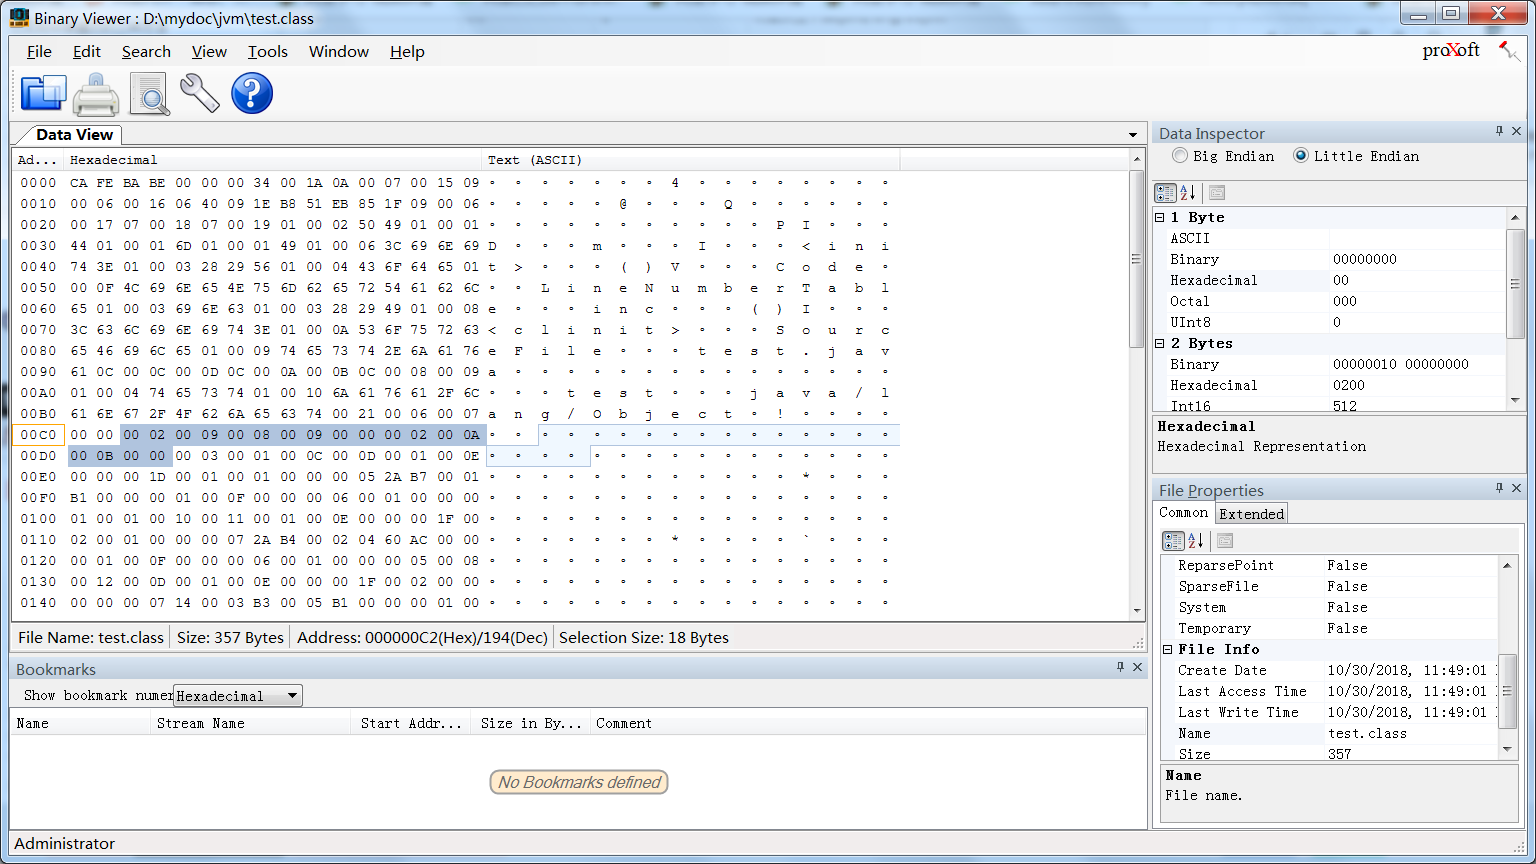 Binary Viewer : D:\mydoc\jvm\test.class
File Edit Search View Tools Window Help
proXsoft
Data View
Ad... Hexadecimal Text (ASCII)
0000 CA FE BA BE 00 00 00 34 00 1A 0A 00 07 00 15 09 ∘ ∘ ∘ ∘ ∘ ∘ ∘ 4 ∘ ∘ ∘ ∘ ∘ ∘ ∘ ∘
0010 00 06 00 16 06 40 09 1E B8 51 EB 85 1F 09 00 06 ∘ ∘ ∘ ∘ ∘ @ ∘ ∘ ∘ Q ∘ ∘ ∘ ∘ ∘ ∘
0020 00 17 07 00 18 07 00 19 01 00 02 50 49 01 00 01 ∘ ∘ ∘ ∘ ∘ ∘ ∘ ∘ ∘ ∘ ∘ P I ∘ ∘ ∘
0030 44 01 00 01 6D 01 00 01 49 01 00 06 3C 69 6E 69 D ∘ ∘ ∘ m ∘ ∘ ∘ I ∘ ∘ ∘ < i n i
0040 74 3E 01 00 03 28 29 56 01 00 04 43 6F 64 65 01 t > ∘ ∘ ∘ ( ) V ∘ ∘ ∘ C o d e ∘
0050 00 0F 4C 69 6E 65 4E 75 6D 62 65 72 54 61 62 6C ∘ ∘ L i n e N u m b e r T a b l
0060 65 01 00 03 69 6E 63 01 00 03 28 29 49 01 00 08 e ∘ ∘ ∘ i n c ∘ ∘ ∘ ( ) I ∘ ∘ ∘
0070 3C 63 6C 69 6E 69 74 3E 01 00 0A 53 6F 75 72 63 < c l i n i t > ∘ ∘ ∘ S o u r c
0080 65 46 69 6C 65 01 00 09 74 65 73 74 2E 6A 61 76 e F i l e ∘ ∘ ∘ t e s t . j a v
0090 61 0C 00 0C 00 0D 0C 00 0A 00 0B 0C 00 08 00 09 a ∘ ∘ ∘ ∘ ∘ ∘ ∘ ∘ ∘ ∘ ∘ ∘ ∘ ∘ ∘
00A0 01 00 04 74 65 73 74 01 00 10 6A 61 76 61 2F 6C ∘ ∘ ∘ t e s t ∘ ∘ ∘ j a v a / l
00B0 61 6E 67 2F 4F 62 6A 65 63 74 00 21 00 06 00 07 a n g / O b j e c t ∘ ! ∘ ∘ ∘ ∘
00C0 00 00 00 02 00 09 00 08 00 09 00 00 00 02 00 0A ∘ ∘ ∘ ∘ ∘ ∘ ∘ ∘ ∘ ∘ ∘ ∘ ∘ ∘ ∘ ∘
00D0 00 0B 00 00 00 03 00 01 00 0C 00 0D 00 01 00 0E ∘ ∘ ∘ ∘ ∘ ∘ ∘ ∘ ∘ ∘ ∘ ∘ ∘ ∘ ∘ ∘
00E0 00 00 00 1D 00 01 00 01 00 00 00 05 2A B7 00 01 ∘ ∘ ∘ ∘ ∘ ∘ ∘ ∘ ∘ ∘ ∘ ∘ * ∘ ∘ ∘
00F0 B1 00 00 00 01 00 0F 00 00 00 06 00 01 00 00 00 ∘ ∘ ∘ ∘ ∘ ∘ ∘ ∘ ∘ ∘ ∘ ∘ ∘ ∘ ∘ ∘
0100 01 00 01 00 10 00 11 00 01 00 0E 00 00 00 1F 00 ∘ ∘ ∘ ∘ ∘ ∘ ∘ ∘ ∘ ∘ ∘ ∘ ∘ ∘ ∘ ∘
0110 02 00 01 00 00 00 07 2A B4 00 02 04 60 AC 00 00 ∘ ∘ ∘ ∘ ∘ ∘ ∘ * ∘ ∘ ∘ ∘ ` ∘ ∘ ∘
0120 00 01 00 0F 00 00 00 06 00 01 00 00 00 05 00 08 ∘ ∘ ∘ ∘ ∘ ∘ ∘ ∘ ∘ ∘ ∘ ∘ ∘ ∘ ∘ ∘
0130 00 12 00 0D 00 01 00 0E 00 00 00 1F 00 02 00 00 ∘ ∘ ∘ ∘ ∘ ∘ ∘ ∘ ∘ ∘ ∘ ∘ ∘ ∘ ∘ ∘
0140 00 00 00 07 14 00 03 B3 00 05 B1 00 00 00 01 00 ∘ ∘ ∘ ∘ ∘ ∘ ∘ ∘ ∘ ∘ ∘ ∘ ∘ ∘ ∘ ∘
File Name: test.class Size: 357 Bytes Address: 000000C2(Hex)/194(Dec) Selection Size: 18 Bytes
Bookmarks
Show bookmark numer Hexadecimal
Name Stream Name Start Addr... Size in By... Comment
No Bookmarks defined
Administrator
Data Inspector
Big Endian Little Endian
1 Byte
ASCII
Binary 00000000
Hexadecimal 00
Octal 000
UInt8 0
2 Bytes
Binary 00000010 00000000
Hexadecimal 0200
Int16 512
Hexadecimal
Hexadecimal Representation
File Properties
Common Extended
ReparsePoint False
SparseFile False
System False
Temporary False
File Info
Create Date 10/30/2018, 11:49:01
Last Access Time 10/30/2018, 11:49:01
Last Write Time 10/30/2018, 11:49:01
Name test.class
Size 357
Name
File name.